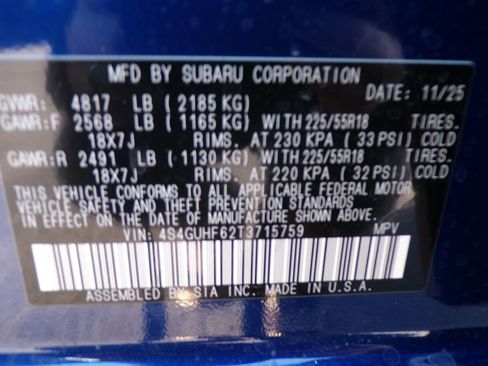 MFD BY SUBARU CORPORATION DATE: 11/25
GVWR: 4817 LB (2185 KG)
GAWR:F 2568 LB (1165 KG) WITH 225/55R18 TIRES.
18X7J RIMS. AT 230 KPA (33 PSI) COLD
GAWR:R 2491 LB (1130 KG) WITH 225/55R18 TIRES.
18X7J RIMS. AT 220 KPA (32 PSI) COLD
THIS VEHICLE CONFORMS TO ALL APPLICABLE FEDERAL MOTOR
VEHICLE SAFETY AND THEFT PREVENTION STANDARDS
IN EFFECT ON THE DATE OF MANUFACTURE SHOWN ABOVE.
VIN: 4S4GUHF62T3715759 MPV
ASSEMBLED BY SIA INC. MADE IN U.S.A.